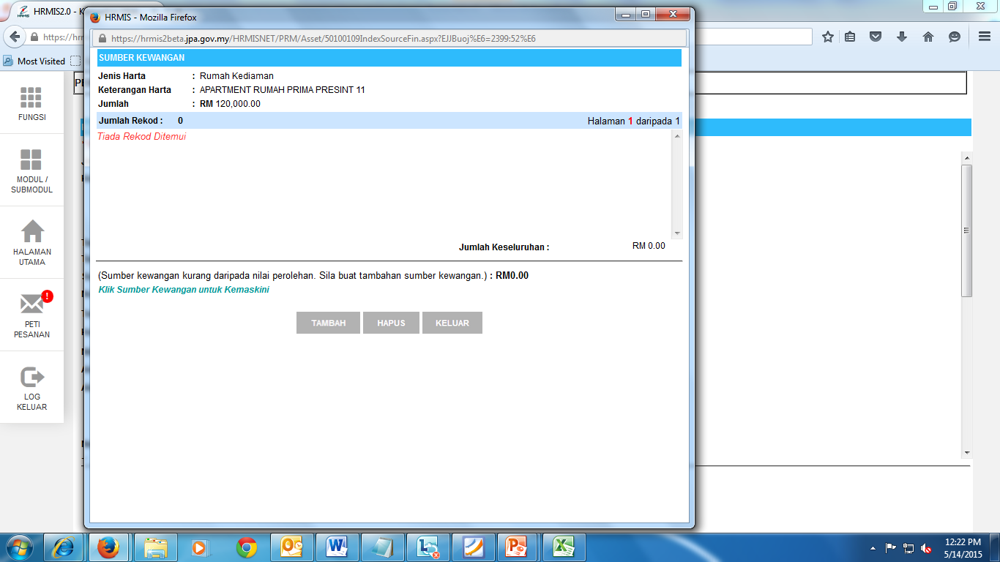 HRMIS2.0 - K
HRMIS - Mozilla Firefox
https://hrm
https://hrmis2beta.jpa.gov.my/HRMISNET/PRM/Asset/50100109IndexSourceFin.aspx?EJJBuoj%E6=2399:52%E6
Most Visited
SUMBER KEWANGAN
Jenis Harta : Rumah Kediaman
Keterangan Harta : APARTMENT RUMAH PRIMA PRESINT 11
Jumlah : RM 120,000.00
Jumlah Rekod : 0 Halaman 1 daripada 1
Tiada Rekod Ditemui
Jumlah Keseluruhan : RM 0.00
(Sumber kewangan kurang daripada nilai perolehan. Sila buat tambahan sumber kewangan.) : RM0.00
Klik Sumber Kewangan untuk Kemaskini
TAMBAH HAPUS KELUAR
FUNGSI
MODUL /
SUBMODUL
HALAMAN
UTAMA
!
PETI
PESANAN
LOG
KELUAR
12:22 PM
5/14/2015